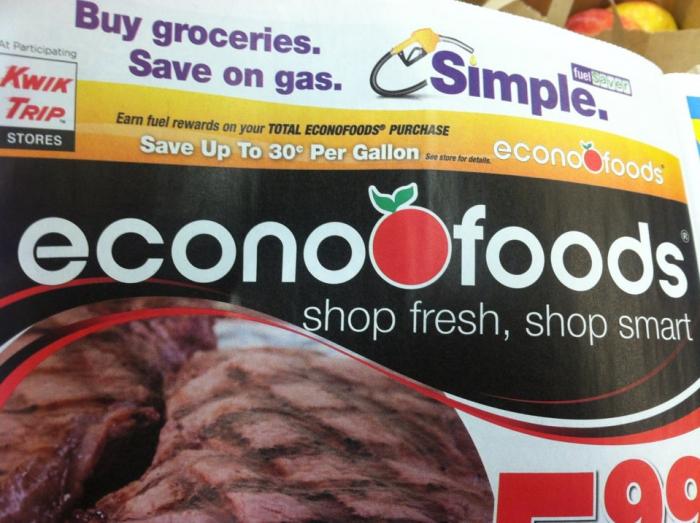 Buy groceries.
Save on gas.
Simple.
fuel saver
At Participating
KWIK
TRIP
STORES
Earn fuel rewards on your TOTAL ECONOFOODS® PURCHASE
Save Up To 30¢ Per Gallon See store for details.
econofoods®
econofoods®
shop fresh, shop smart
5.99